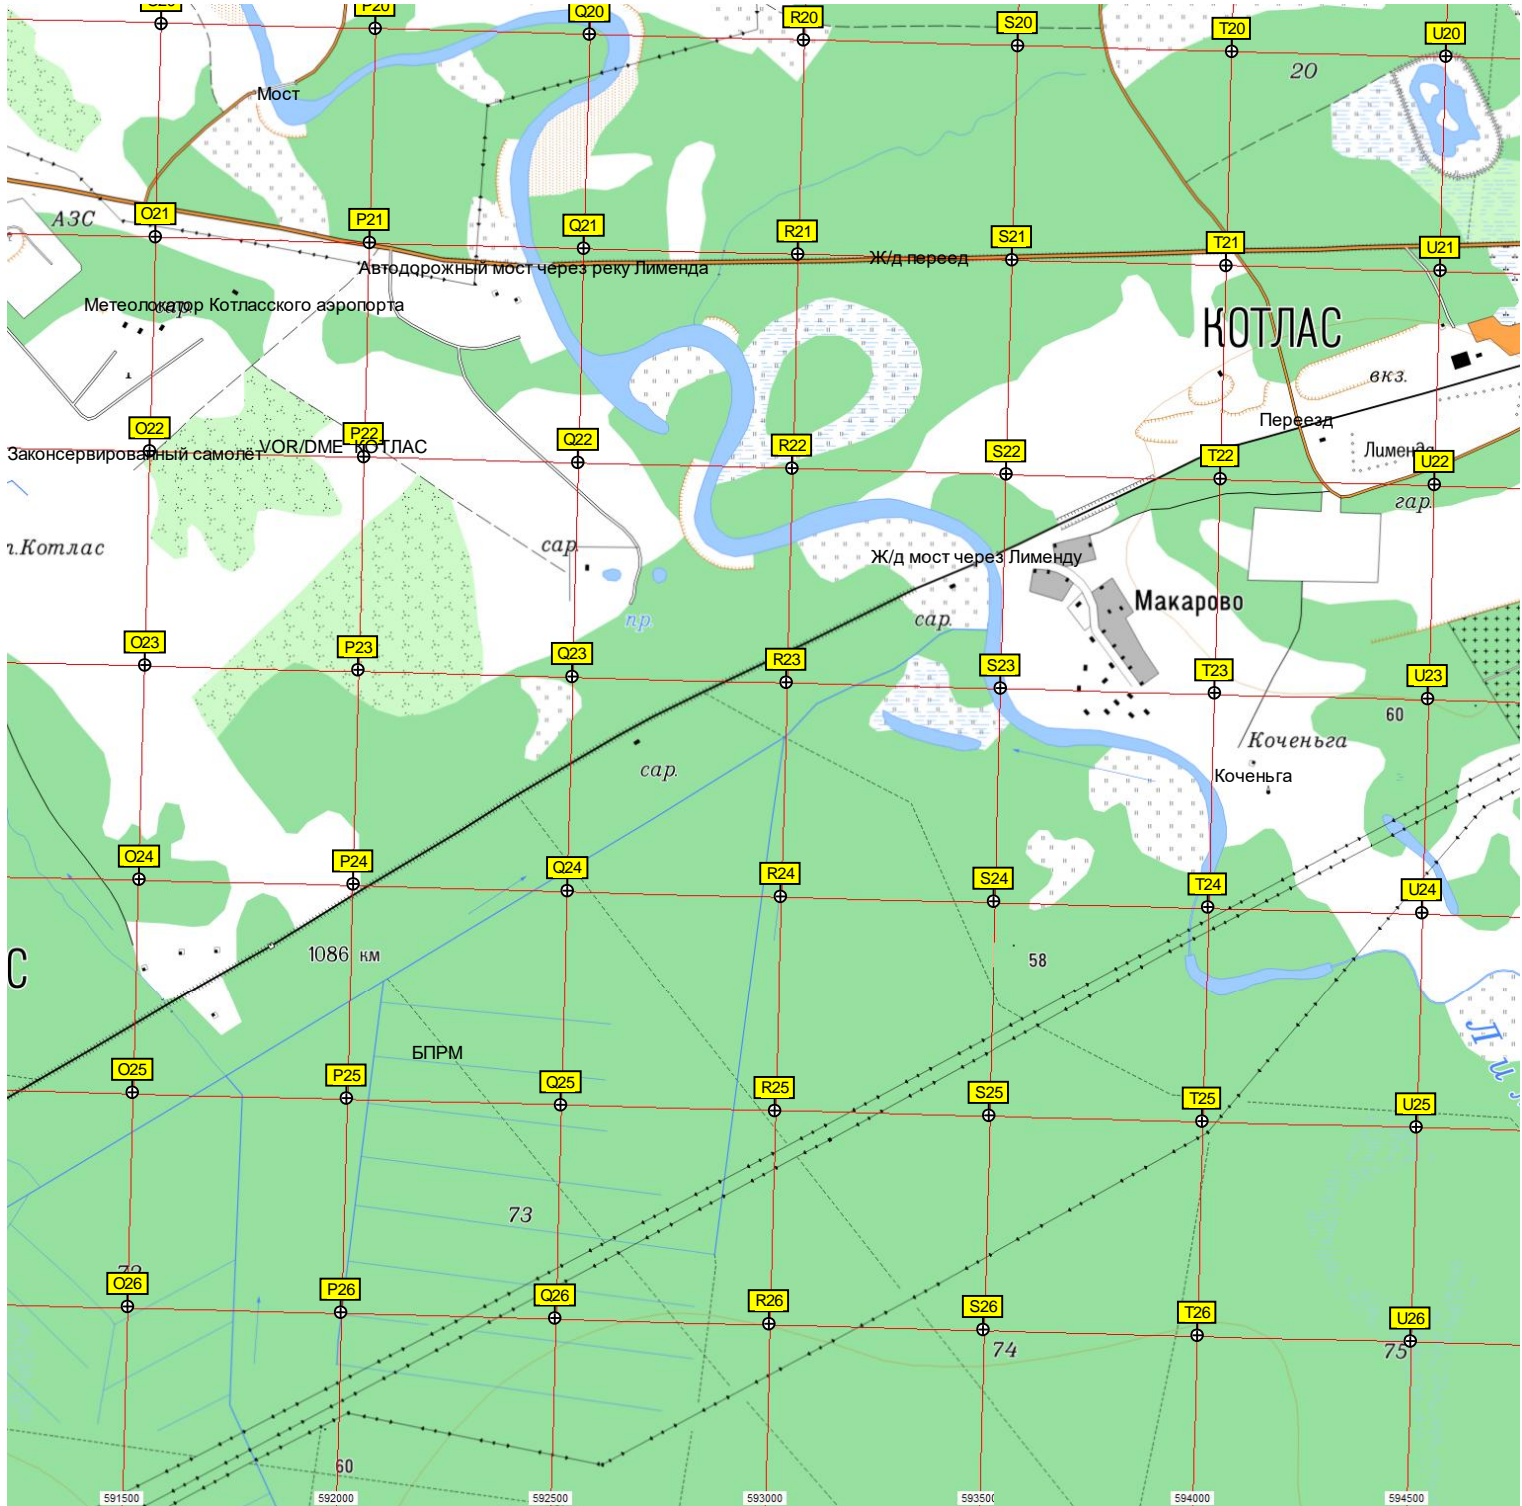 P20
Q20
R20
S20
T20
U20
20
Мост
O21
P21
Q21
R21
S21
T21
U21
АЗС
Автодорожный мост через реку Лименда
Ж/д переезд
Метеолокатор Котласского аэропорта
сар.
КОТЛАС
вкз.
Переезд
O22
P22
Q22
R22
S22
T22
U22
Законсервированный самолёт
VOR/DME КОТЛАС
Лименда
гар.
п.Котлас
сар.
Ж/д мост через Лименду
Макарово
пр.
сар.
O23
P23
Q23
R23
S23
T23
U23
60
Коченьга
сар.
Коченьга
O24
P24
Q24
R24
S24
T24
U24
С
1086 км
58
БПРМ
O25
P25
Q25
R25
S25
T25
U25
73
O26
P26
Q26
R26
S26
T26
U26
74
75
60
591500
592000
592500
593000
593500
594000
594500